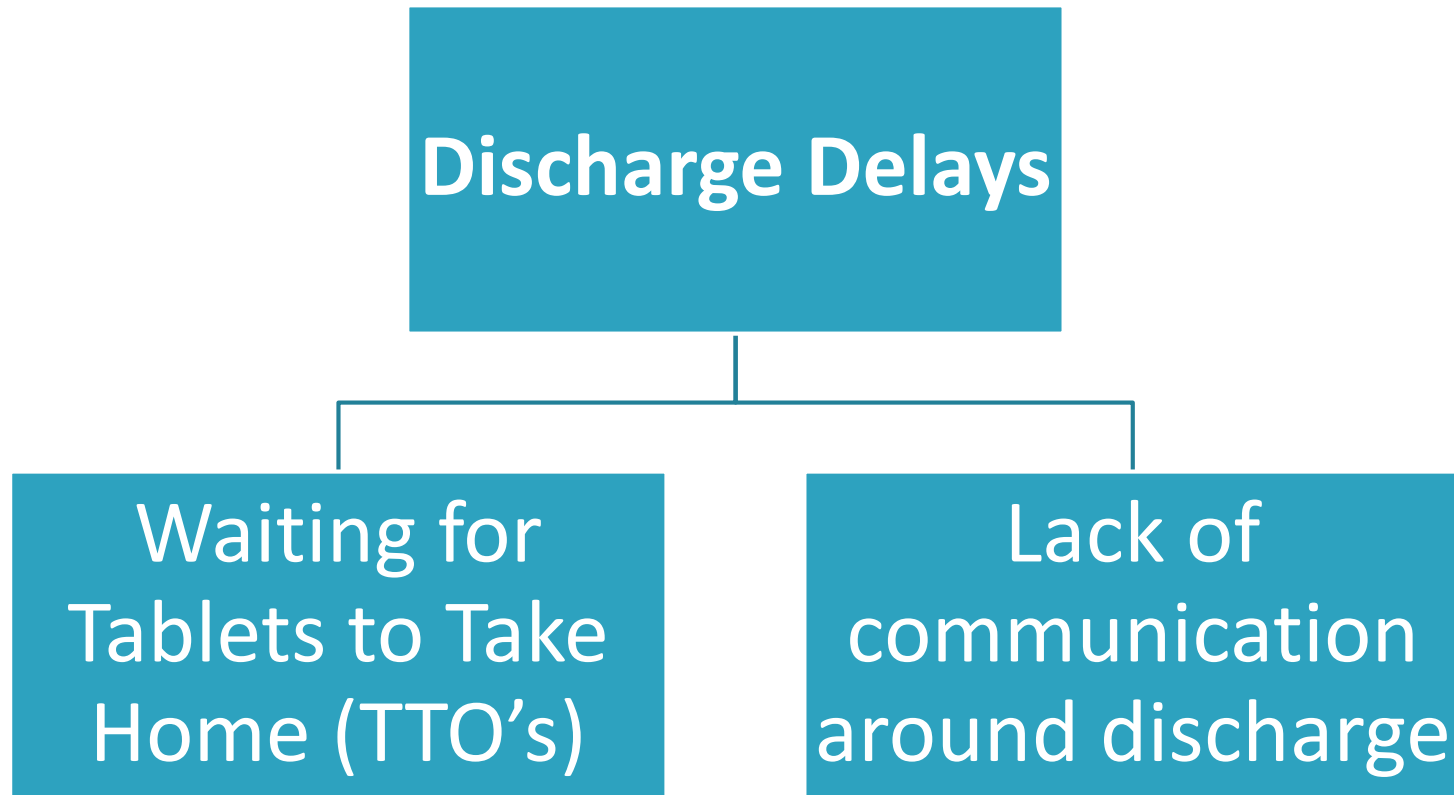 Discharge Delays
Waiting for
Tablets to Take
Home (TTO’s)
Lack of
communication
around discharge